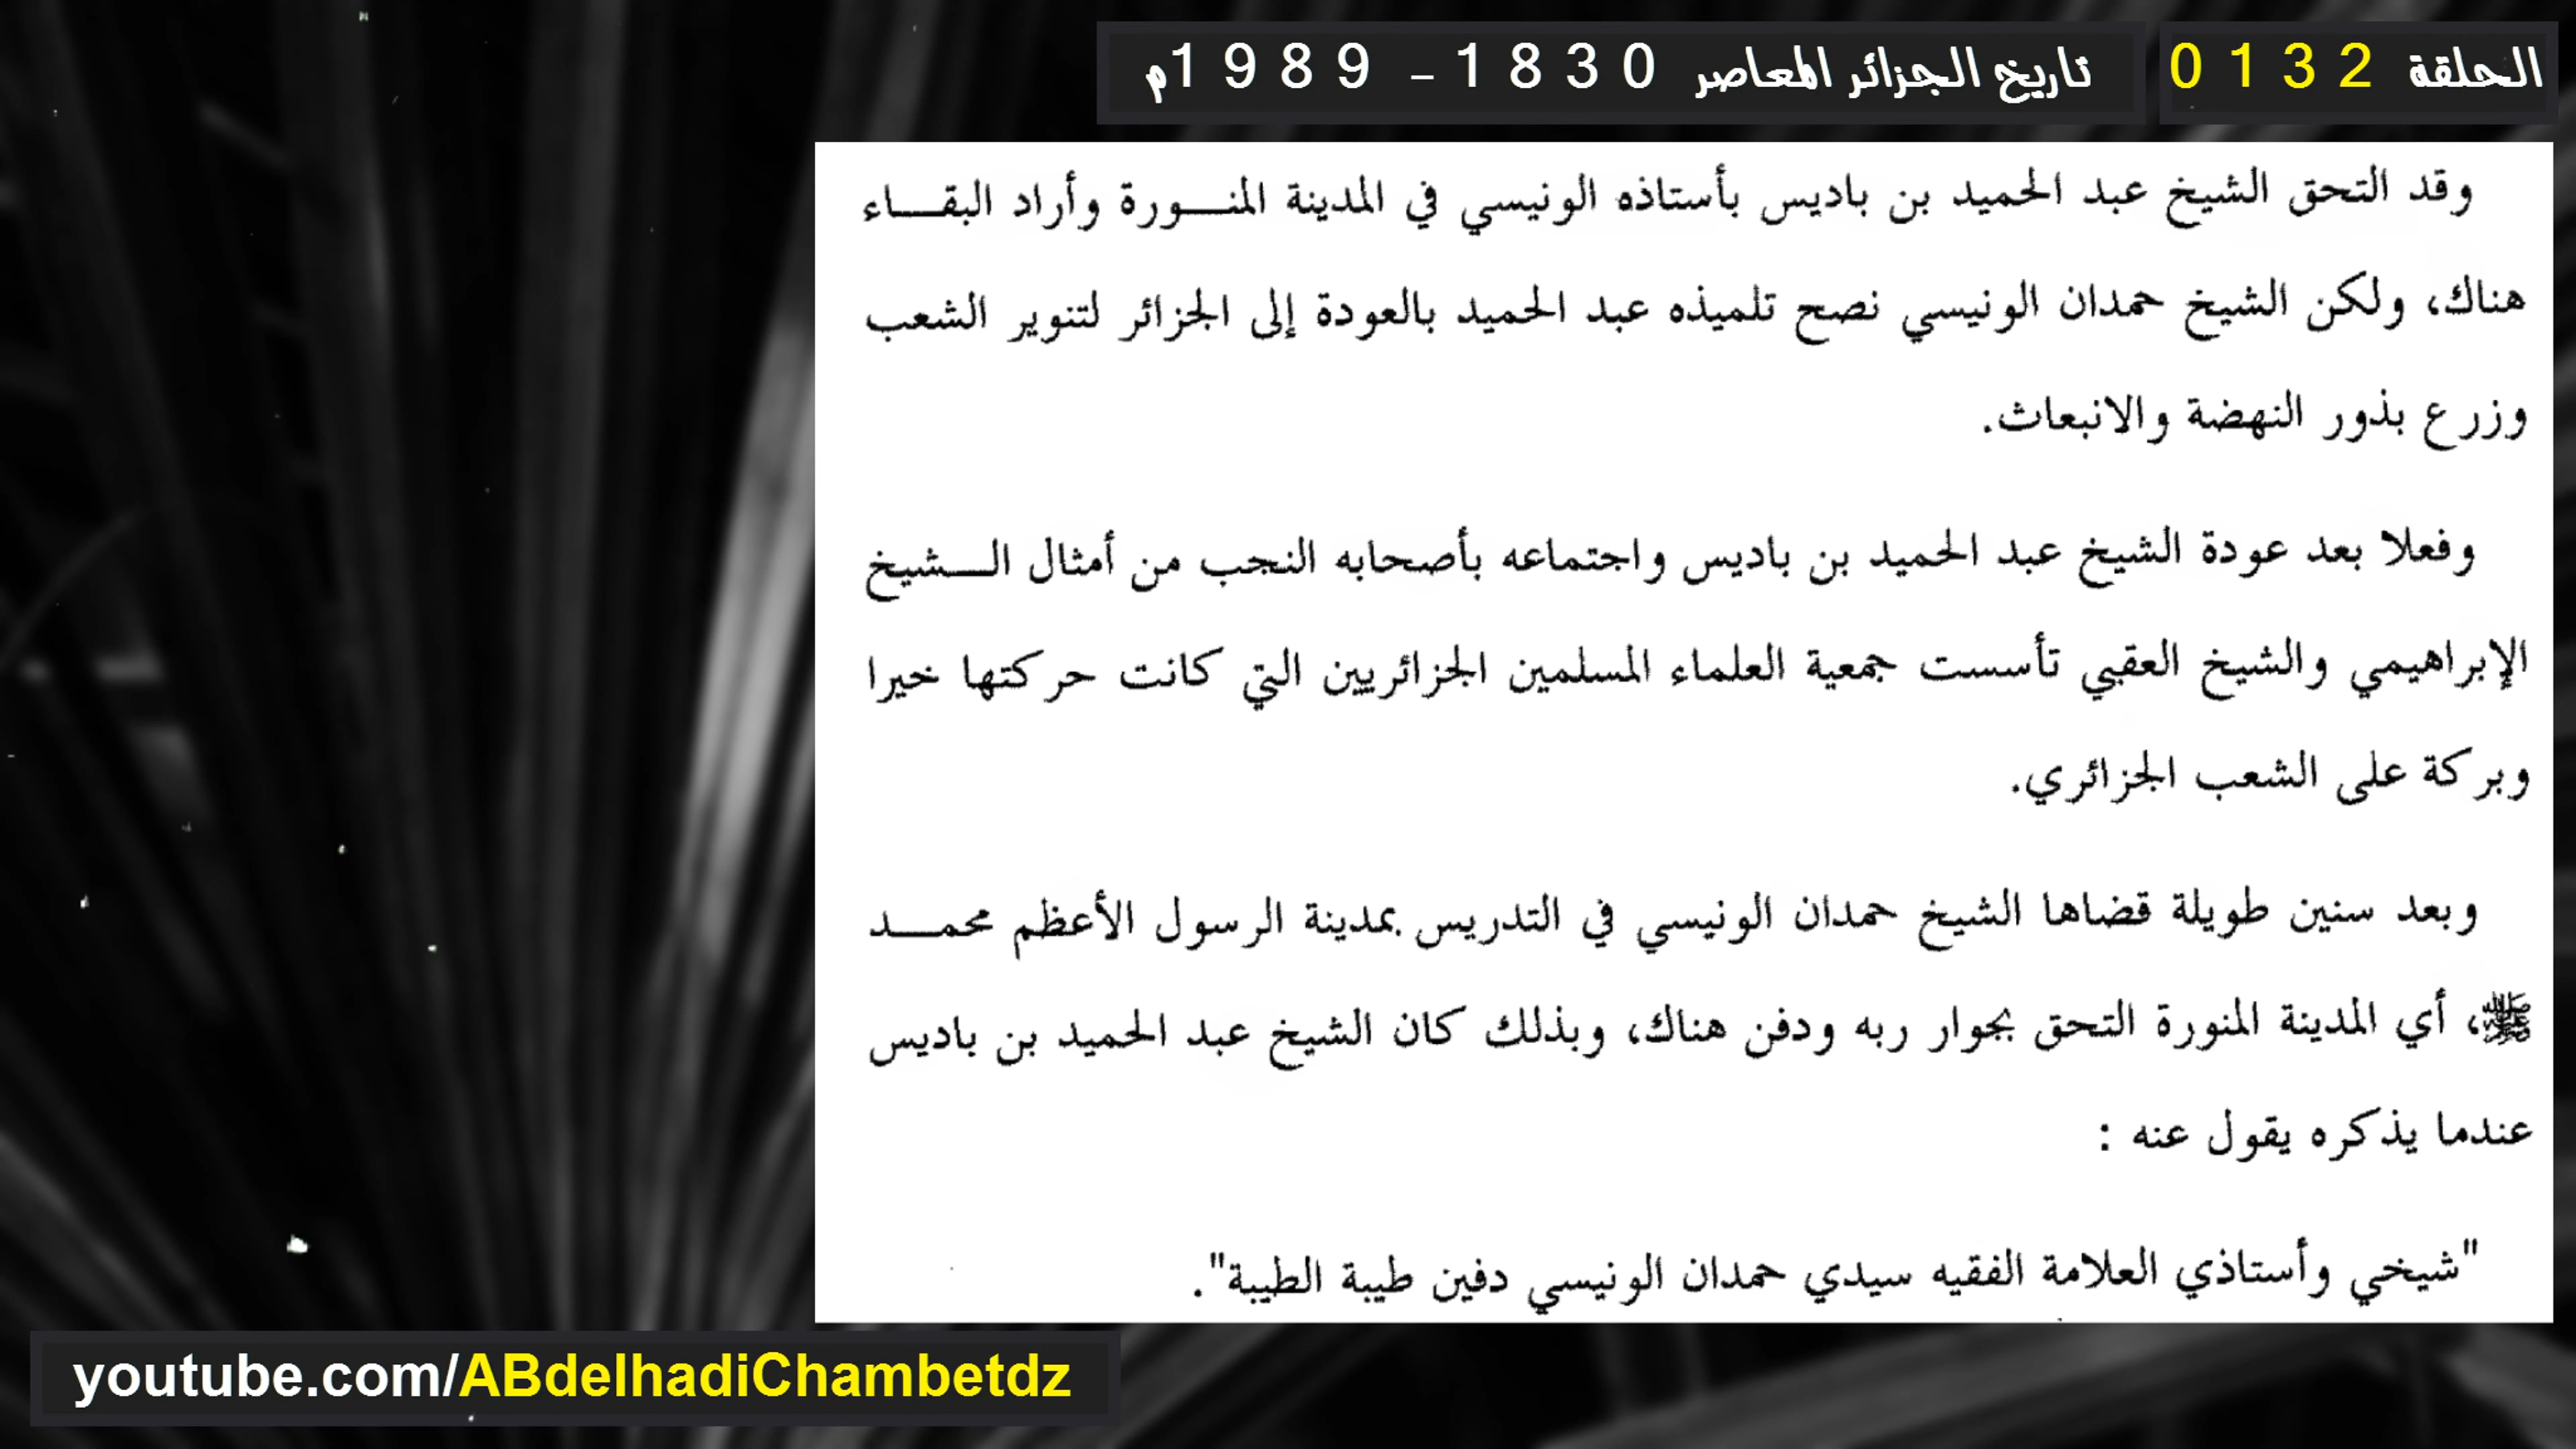 الحلقة 0132
تاريخ الجزائر المعاصر 1830 – 1989م
وقد التحق الشيخ عبد الحميد بن باديس بأستاذه الونيسي في المدينة المنـــورة وأراد البقـــاء
هناك، ولكن الشيخ حمدان الونيسي نصح تلميذه عبد الحميد بالعودة إلى الجزائر لتنوير الشعب
وزرع بذور النهضة والانبعاث.
وفعلا بعد عودة الشيخ عبد الحميد بن باديس واجتماعه بأصحابه النجب من أمثال الـــشيخ
الإبراهيمي والشيخ العقبي تأسست جمعية العلماء المسلمين الجزائريين التي كانت حركتها خيرا
وبركة على الشعب الجزائري.
وبعد سنين طويلة قضاها الشيخ حمدان الونيسي في التدريس بمدينة الرسول الأعظم محمـــد
ﷺ، أي المدينة المنورة التحق بجوار ربه ودفن هناك، وبذلك كان الشيخ عبد الحميد بن باديس
عندما يذكره يقول عنه :
"شيخي وأستاذي العلامة الفقيه سيدي حمدان الونيسي دفين طيبة الطيبة".
youtube.com/ABdelhadiChambetdz